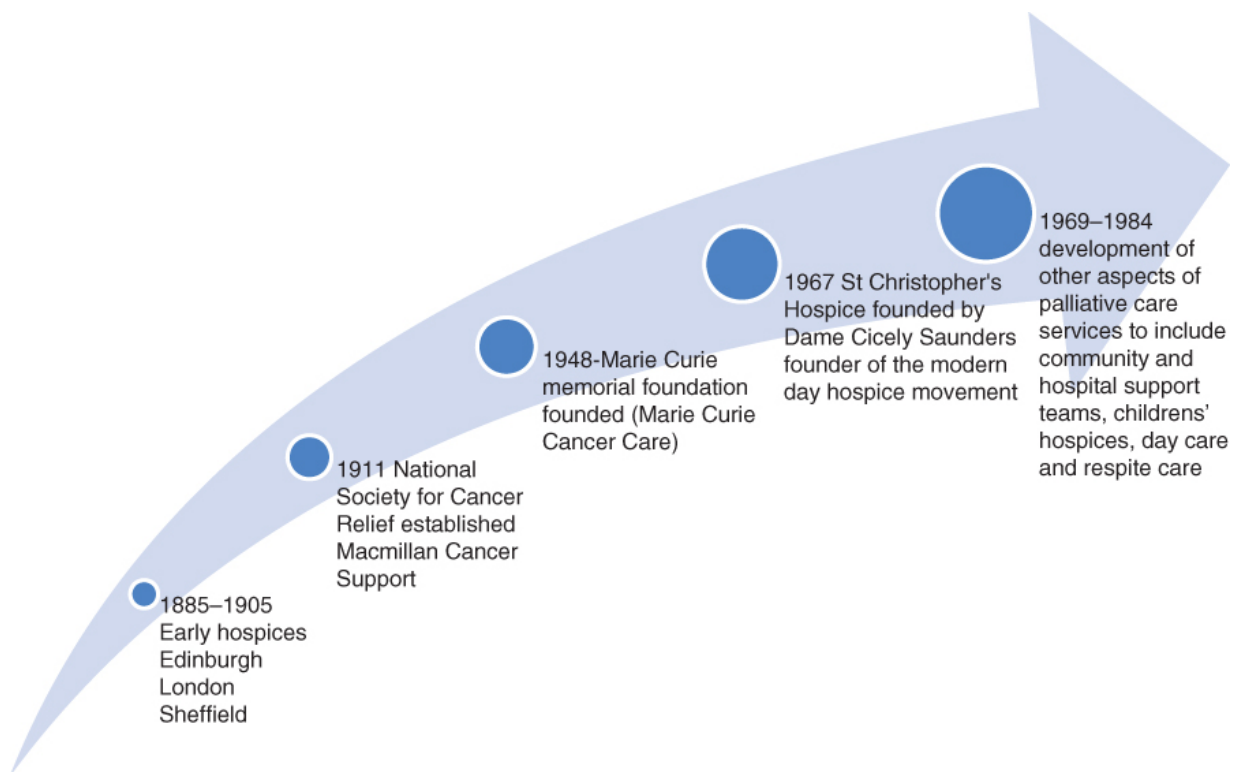 1885–1905
Early hospices
Edinburgh
London
Sheffield
1911 National
Society for Cancer
Relief established
Macmillan Cancer
Support
1948-Marie Curie
memorial foundation
founded (Marie Curie
Cancer Care)
1967 St Christopher's
Hospice founded by
Dame Cicely Saunders
founder of the modern
day hospice movement
1969–1984
development of
other aspects of
palliative care
services to include
community and
hospital support
teams, childrens’
hospices, day care
and respite care